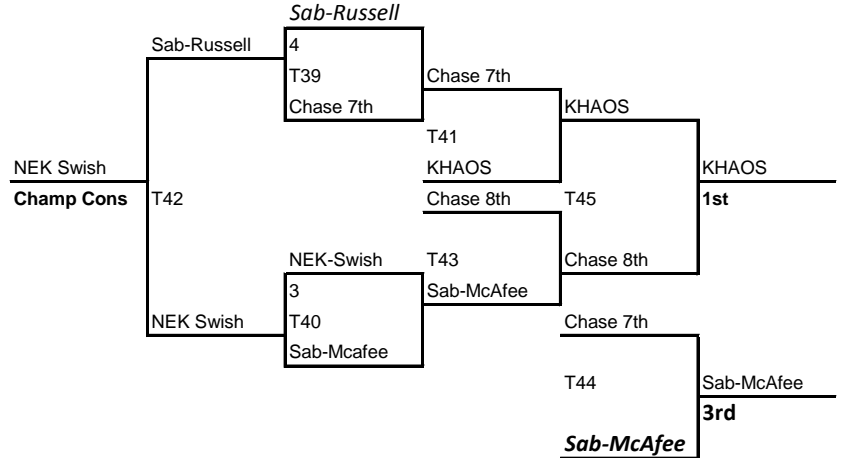 Sab-Russell
Sab-Russell
4
T39
Chase 7th
Chase 7th
KHAOS
T41
NEK Swish
KHAOS
KHAOS
Champ Cons
T42
Chase 8th
T45
1st
NEK-Swish
T43
Chase 8th
3
Sab-McAfee
NEK Swish
T40
Chase 7th
Sab-Mcafee
T44
Sab-McAfee
3rd
Sab-McAfee